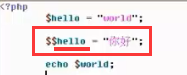 <?php
$hello = "world";
$$hello = "你好";
echo $world;